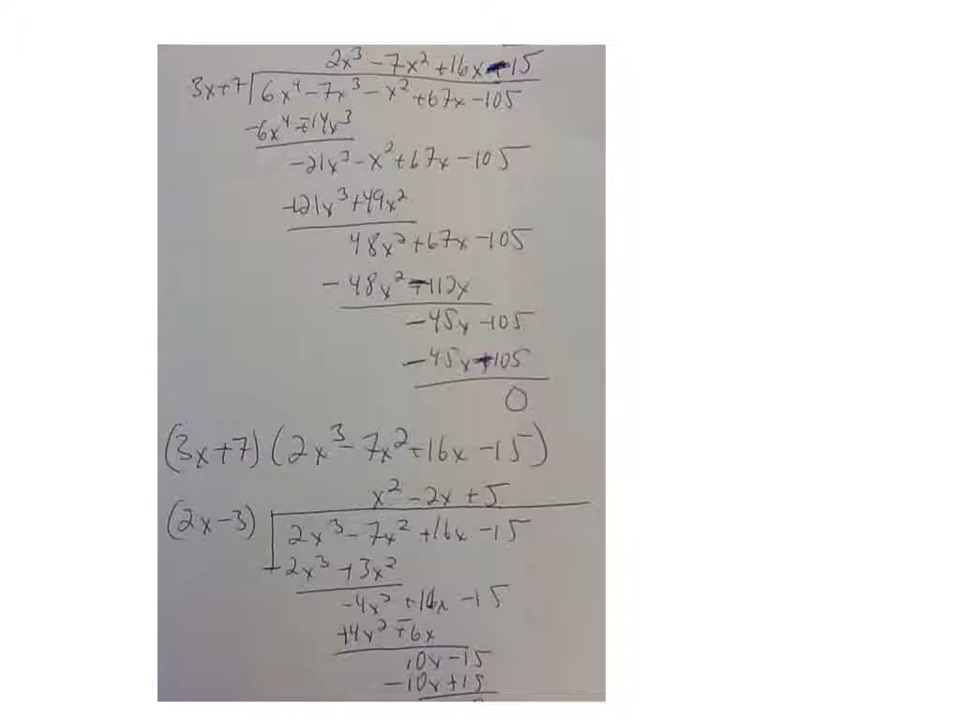 2x³ - 7x² + 16x - 15
3x+7 6x⁴ - 7x³ - x² + 67x - 105
-6x⁴ + 14x³
-21x³ - x² + 67x - 105
+21x³ + 49x²
48x² + 67x - 105
- 48x² - 112x
-45x - 105
-45x + 105
0
(3x+7) (2x³ - 7x² + 16x - 15)
x² - 2x + 5
(2x-3) 2x³ - 7x² + 16x - 15
-2x³ + 3x²
-4x² + 16x - 15
+4x² - 6x
10x - 15
-10x + 15